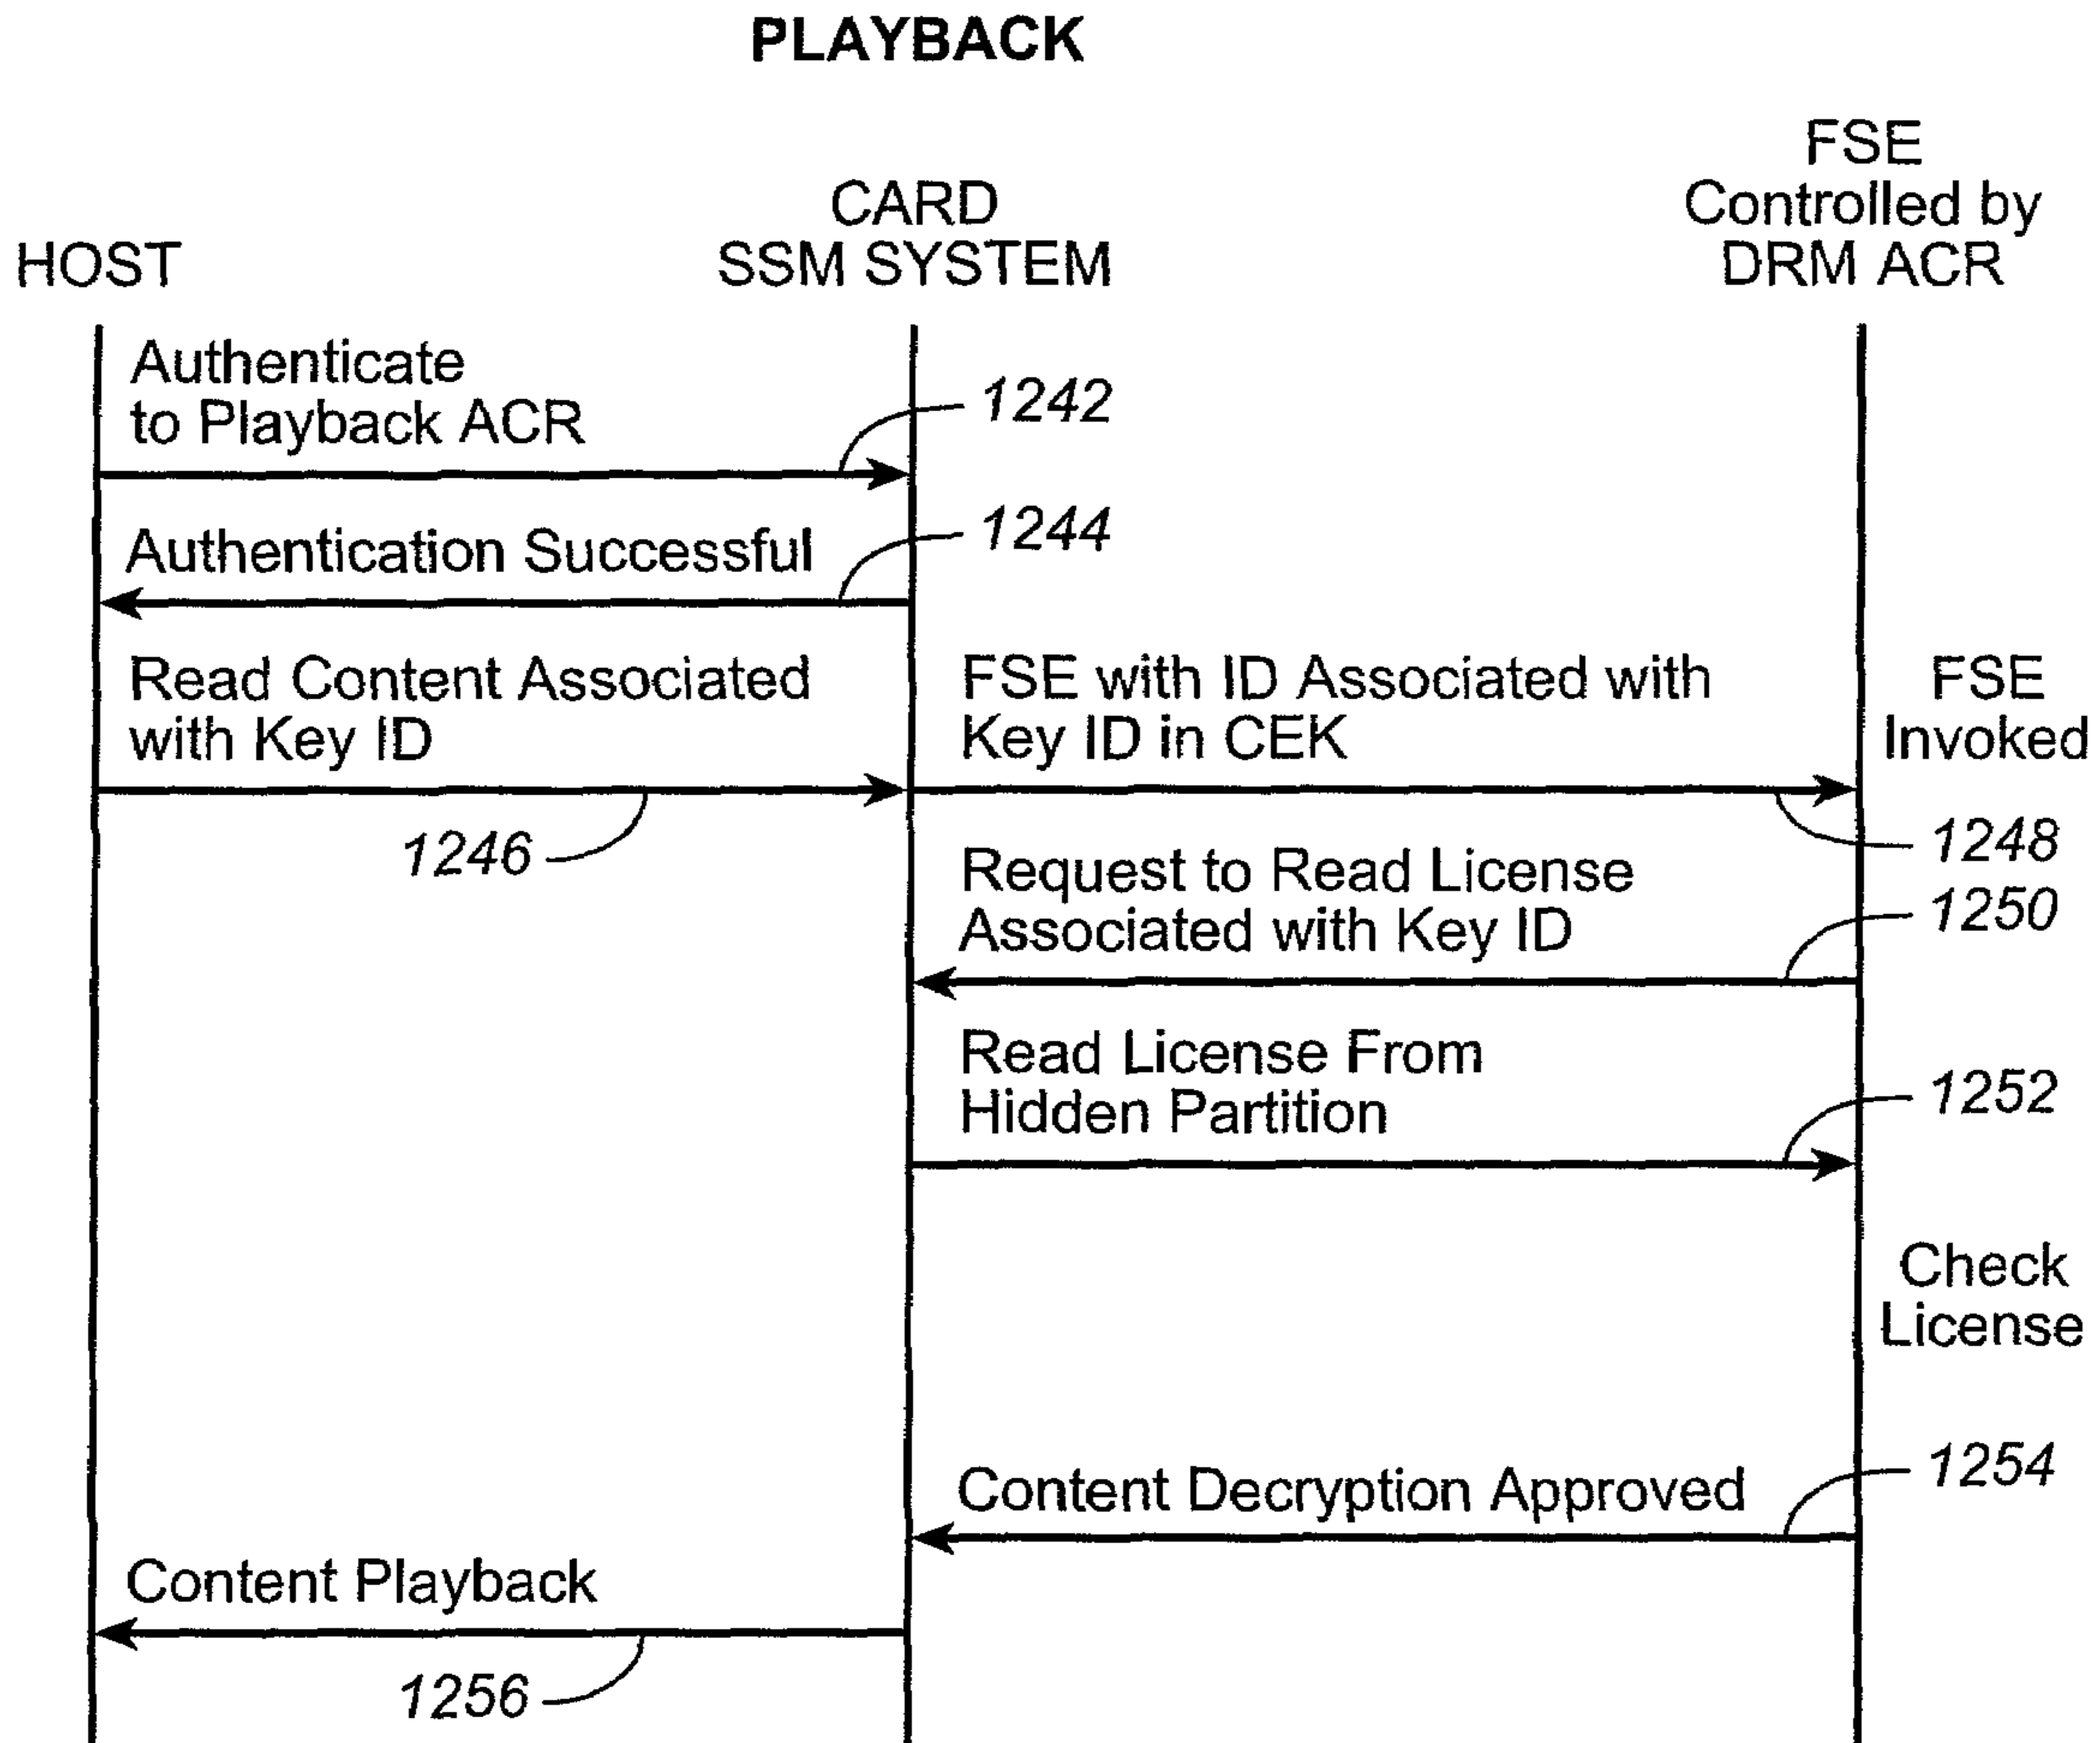 PLAYBACK
HOST
CARD
SSM SYSTEM
FSE
Controlled by
DRM ACR
Authenticate
to Playback ACR
1242
Authentication Successful
1244
Read Content Associated
with Key ID
1246
FSE with ID Associated with
Key ID in CEK
FSE
Invoked
1248
Request to Read License
Associated with Key ID
1250
Read License From
Hidden Partition
1252
Check
License
Content Decryption Approved
1254
Content Playback
1256